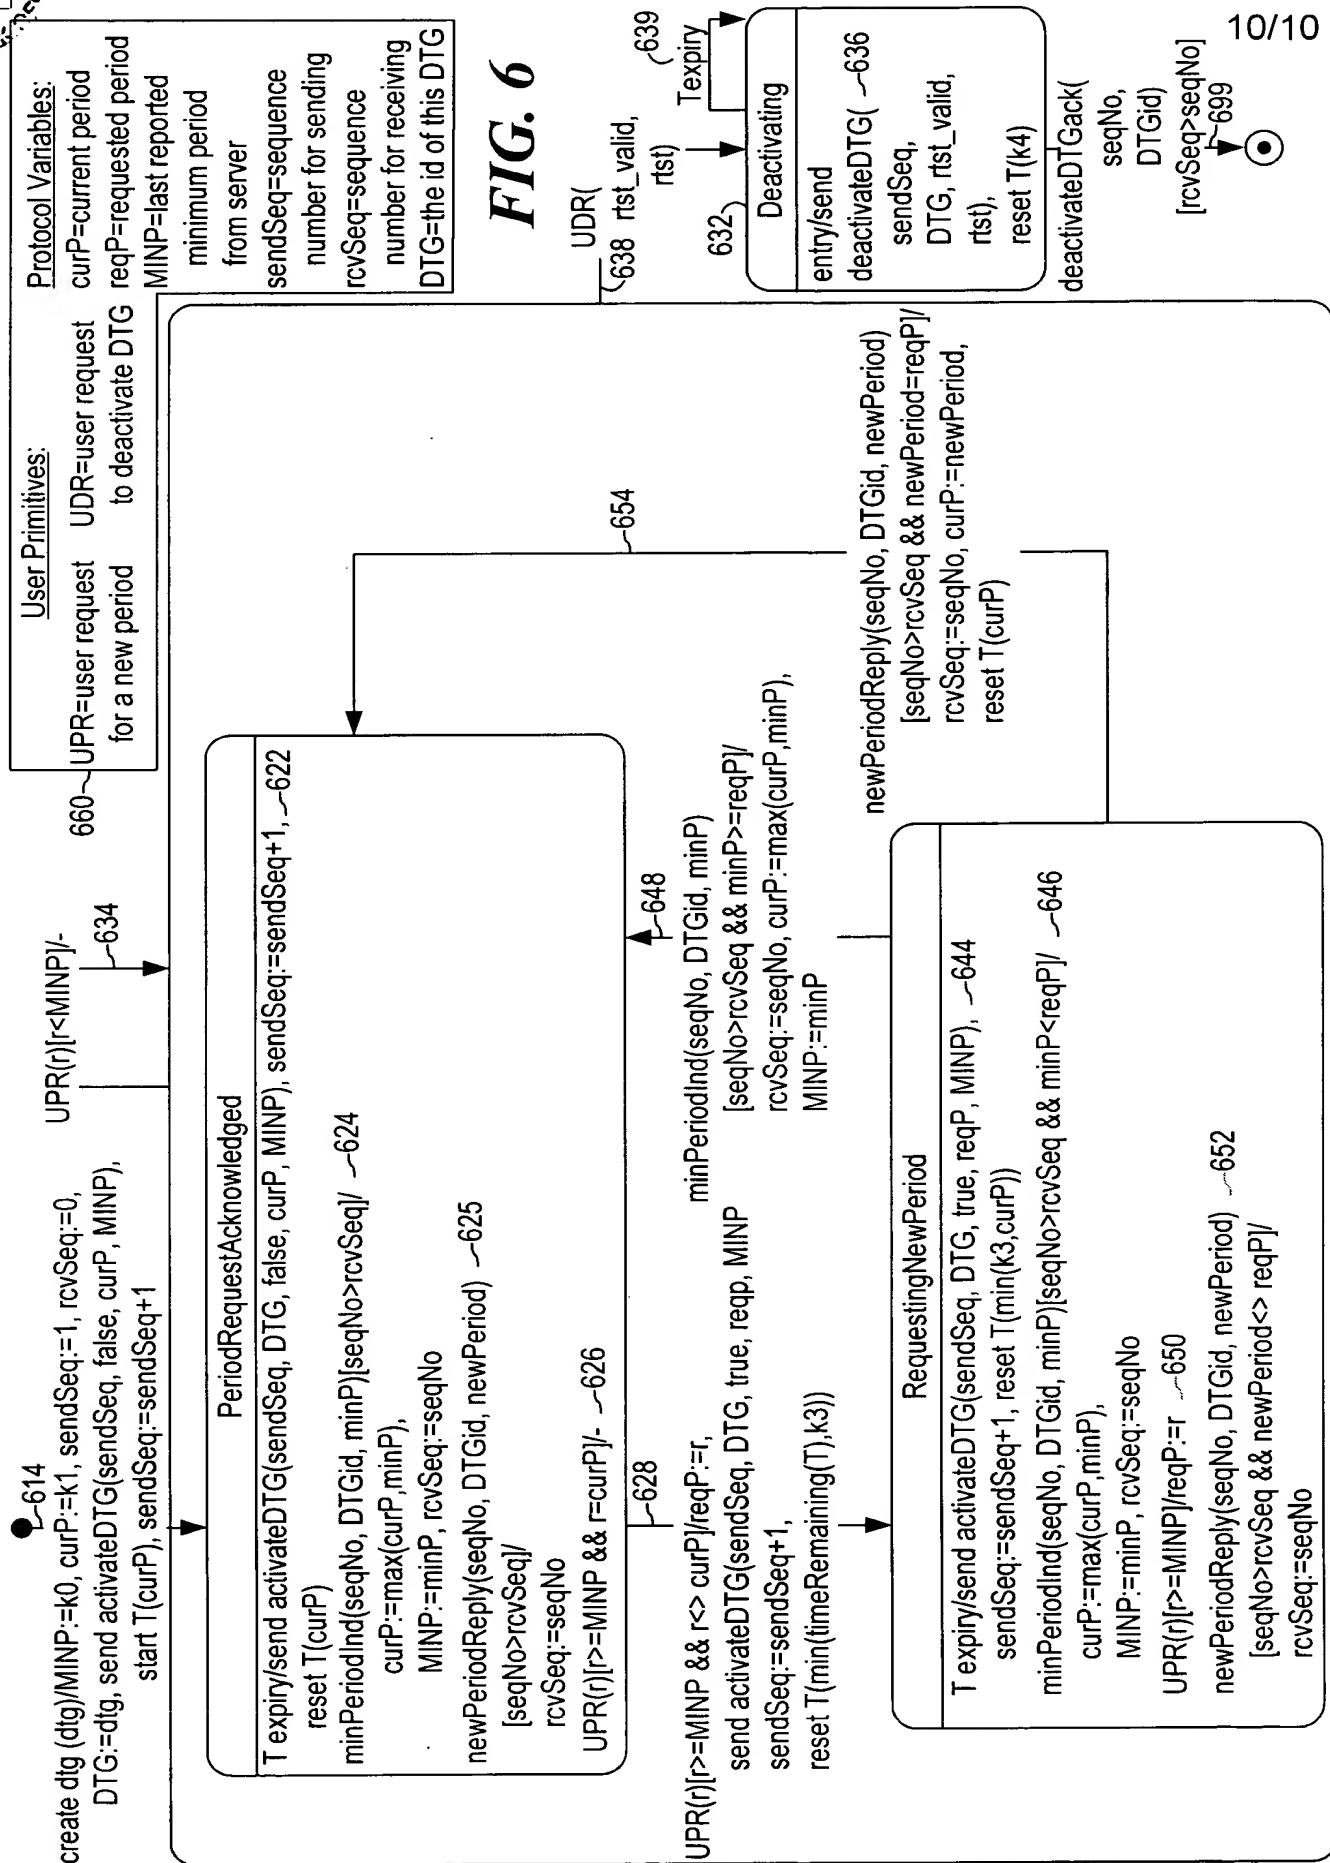 10/10
create dtg (dtg)/MINP:=k0, curP:=k1, sendSeq:=1, rcvSeq:=0,
DTG:=dtg, send activateDTG(sendSeq, false, curP, MINP),
start T(curP), sendSeq:=sendSeq+1
614
UPR(r)[r<MINP]/-
634
User Primitives:
660 UPR=user request
for a new period
UDR=user request
to deactivate DTG
Protocol Variables:
curP=current period
reqP=requested period
MINP=last reported
minimum period
from server
sendSeq=sequence
number for sending
rcvSeq=sequence
number for receiving
DTG=the id of this DTG
PeriodRequestAcknowledged
T expiry/send activateDTG(sendSeq, DTG, false, curP, MINP), sendSeq:=sendSeq+1, 622
reset T(curP)
minPeriodInd(seqNo, DTGid, minP)[seqNo>rcvSeq]/ 624
curP:=max(curP,minP),
MINP:=minP, rcvSeq:=seqNo
newPeriodReply(seqNo, DTGid, newPeriod) 625
[seqNo>rcvSeq]/
rcvSeq:=seqNo
UPR(r)[r>=MINP && r=curP]/- 626
628
UPR(r)[r>=MINP && r<> curP]/reqP:=r,
send activateDTG(sendSeq, DTG, true, reqp, MINP
sendSeq:=sendSeq+1,
reset T(min(timeRemaining(T),k3))
648
minPeriodInd(seqNo, DTGid, minP)
[seqNo>rcvSeq && minP>=reqP]/
rcvSeq:=seqNo, curP:=max(curP,minP),
MINP:=minP
654
newPeriodReply(seqNo, DTGid, newPeriod)
[seqNo>rcvSeq && newPeriod=reqP]/
rcvSeq:=seqNo, curP:=newPeriod,
reset T(curP)
RequestingNewPeriod
T expiry/send activateDTG(sendSeq, DTG, true, reqP, MINP), 644
sendSeq:=sendSeq+1, reset T(min(k3,curP))
minPeriodInd(seqNo, DTGid, minP)[seqNo>rcvSeq && minP<reqP]/ 646
curP:=max(curP,minP),
MINP:=minP, rcvSeq:=seqNo
UPR(r)[r>=MINP]/reqP:=r 650
newPeriodReply(seqNo, DTGid, newPeriod) 652
[seqNo>rcvSeq && newPeriod<> reqP]/
rcvSeq:=seqNo
FIG. 6
UDR(
638 rtst_valid,
rtst)
639
Texpiry
632
Deactivating
entry/send
deactivateDTG( 636
sendSeq,
DTG, rtst_valid,
rtst),
reset T(k4)
deactivateDTGack(
seqNo,
DTGid)
[rcvSeq>seqNo]
699